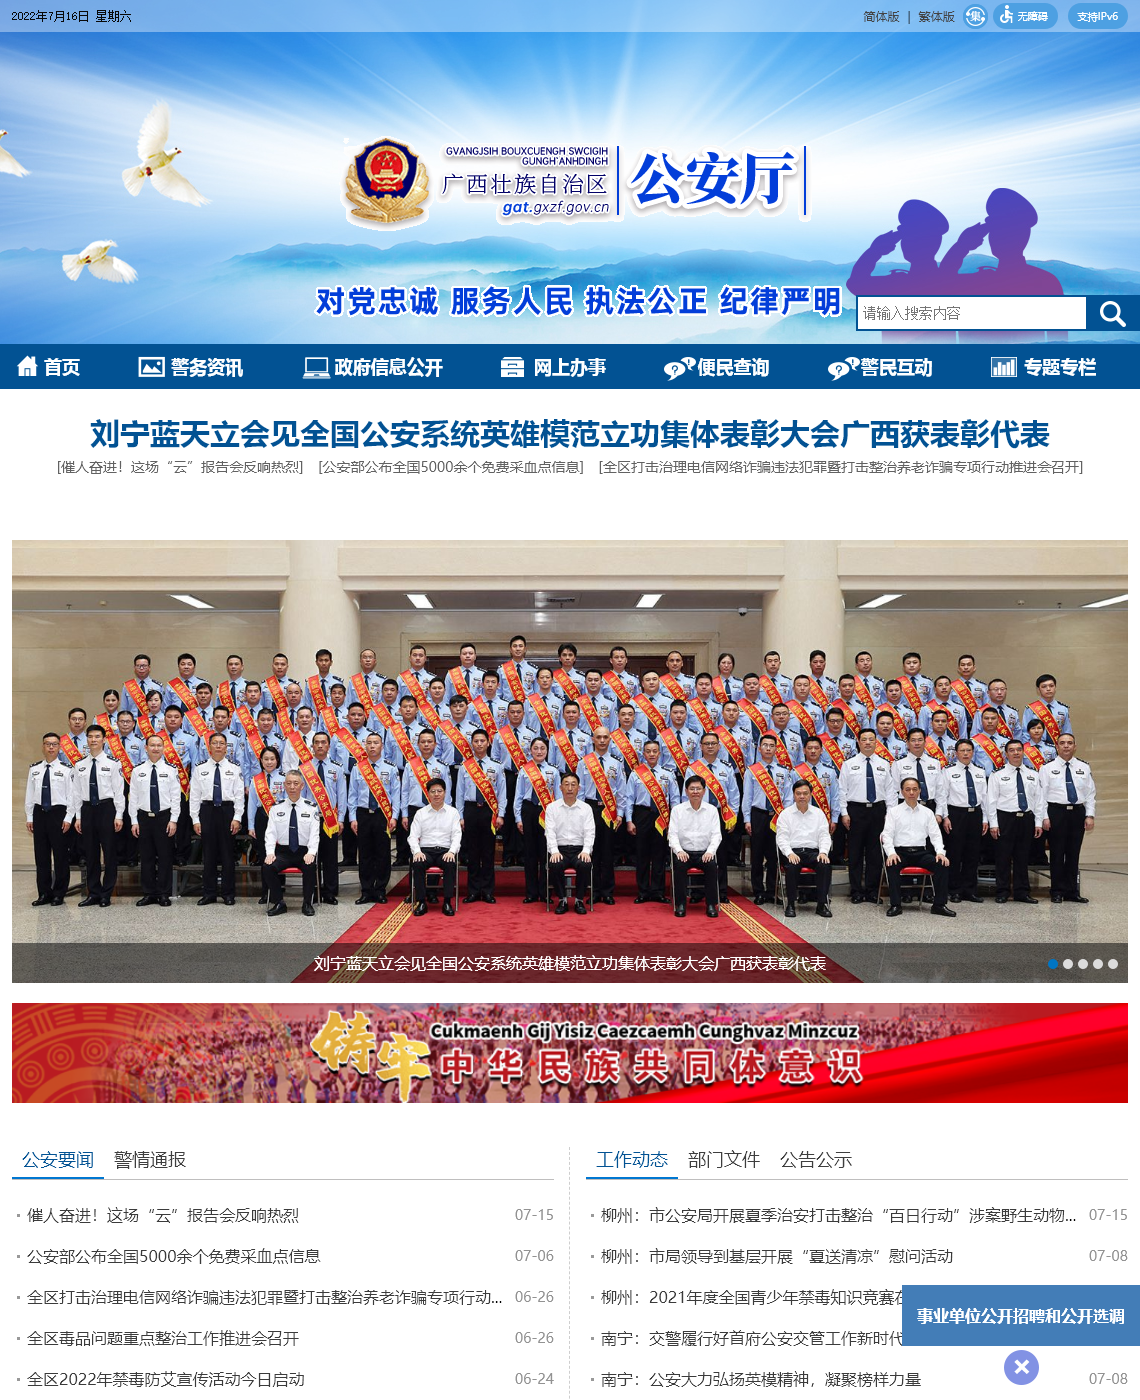 2022年7月16日 星期六
简体版 | 繁体版 集 无障碍 支持IPv6
GVANGJSIH BOUXCUENGH SWCIGIH
GUNGH'ANHDINGH
广西壮族自治区
gat.gxzf.gov.cn
公安厅
对党忠诚 服务人民 执法公正 纪律严明
请输入搜索内容
首页 警务资讯 政府信息公开 网上办事 便民查询 警民互动 专题专栏
刘宁蓝天立会见全国公安系统英雄模范立功集体表彰大会广西获表彰代表
[催人奋进！这场“云”报告会反响热烈] [公安部公布全国5000余个免费采血点信息] [全区打击治理电信网络诈骗违法犯罪暨打击整治养老诈骗专项行动推进会召开]
刘宁蓝天立会见全国公安系统英雄模范立功集体表彰大会广西获表彰代表
铸牢
Cukmaenh Gij Yisiz Caezcaemh Cunghvaz Minzcuz
中华民族共同体意识
公安要闻 警情通报
催人奋进！这场“云”报告会反响热烈 07-15
公安部公布全国5000余个免费采血点信息 07-06
全区打击治理电信网络诈骗违法犯罪暨打击整治养老诈骗专项行动... 06-26
全区毒品问题重点整治工作推进会召开 06-26
全区2022年禁毒防艾宣传活动今日启动 06-24
工作动态 部门文件 公告公示
柳州：市公安局开展夏季治安打击整治“百日行动”涉案野生动物... 07-15
柳州：市局领导到基层开展“夏送清凉”慰问活动 07-08
柳州：2021年度全国青少年禁毒知识竞赛在
南宁：交警履行好首府公安交管工作新时代
南宁：公安大力弘扬英模精神，凝聚榜样力量 07-08
事业单位公开招聘和公开选调